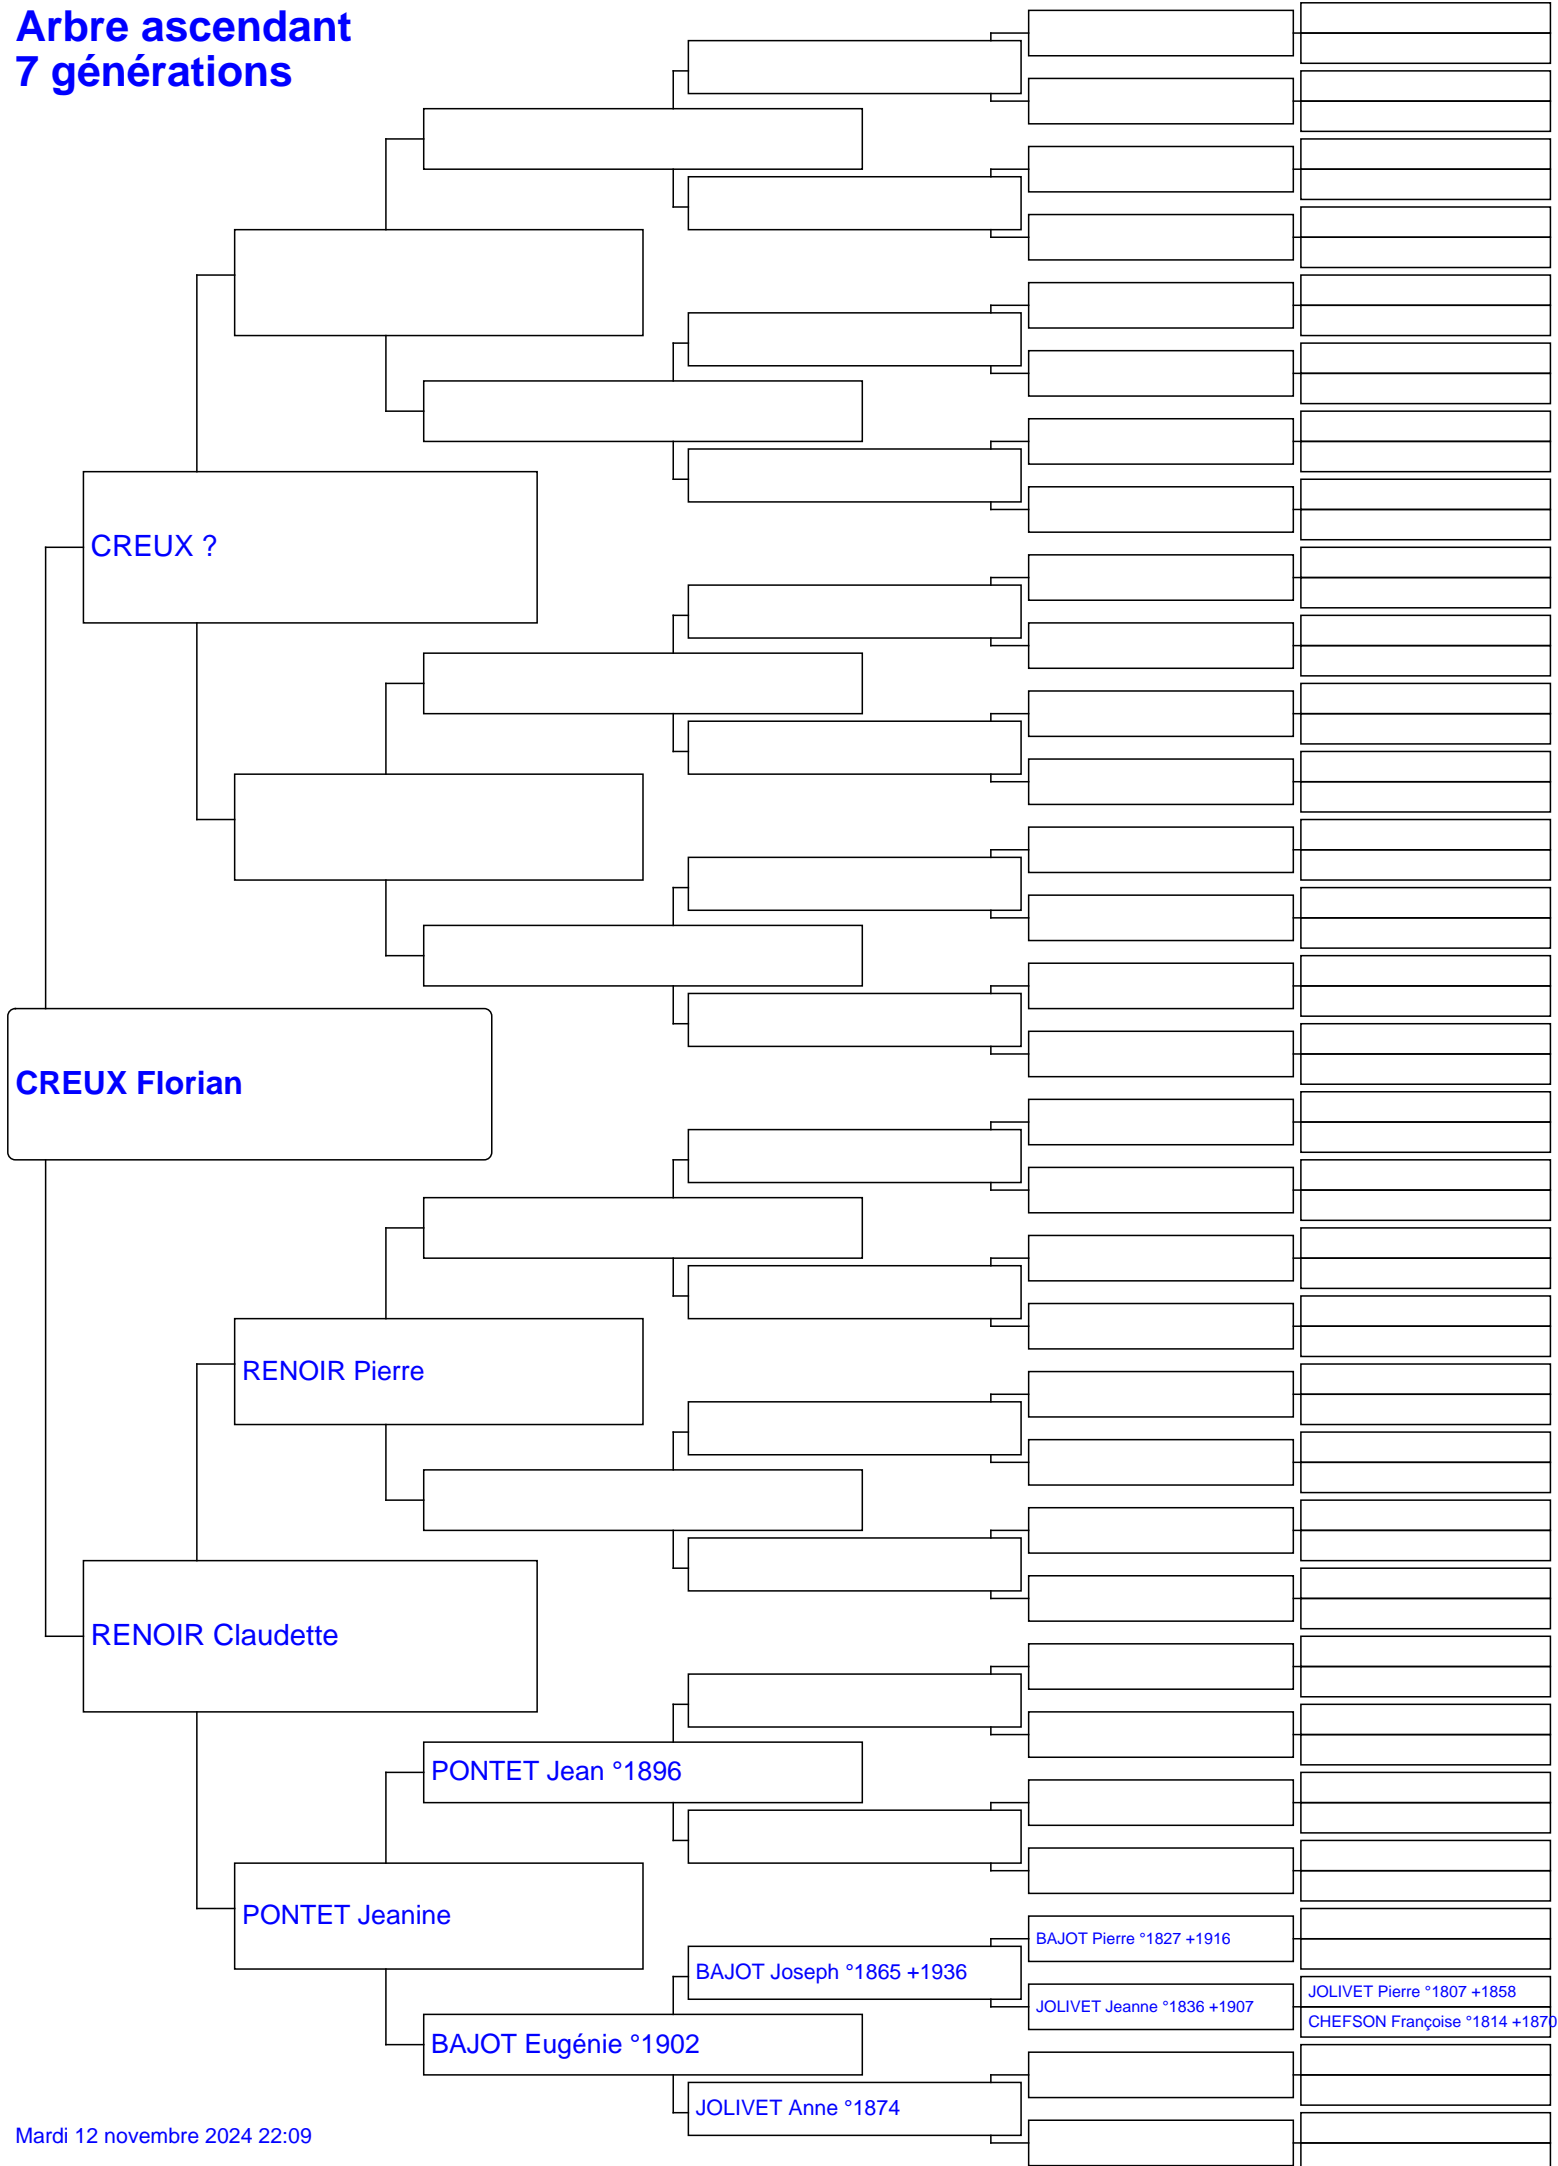 Arbre ascendant
7 générations
CREUX ?
CREUX Florian
RENOIR Pierre
RENOIR Claudette
PONTET Jean °1896
PONTET Jeanine
BAJOT Pierre °1827 +1916
BAJOT Joseph °1865 +1936
JOLIVET Pierre °1807 +1858
JOLIVET Jeanne °1836 +1907
CHEFSON Françoise °1814 +1870
BAJOT Eugénie °1902
JOLIVET Anne °1874
Mardi 12 novembre 2024 22:09